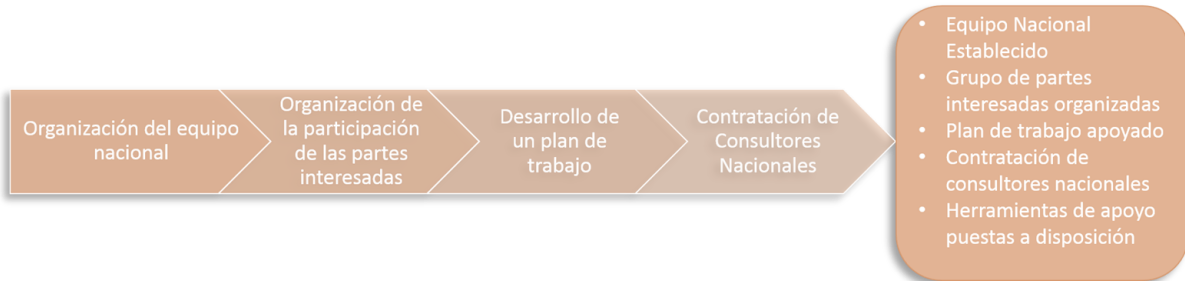 Organización del equipo
nacional
Organización de
la participación
de las partes
interesadas
Desarrollo de
un plan de
trabajo
Contratación de
Consultores
Nacionales
• Equipo Nacional
Establecido
• Grupo de partes
interesadas organizadas
• Plan de trabajo apoyado
• Contratación de
consultores nacionales
• Herramientas de apoyo
puestas a disposición